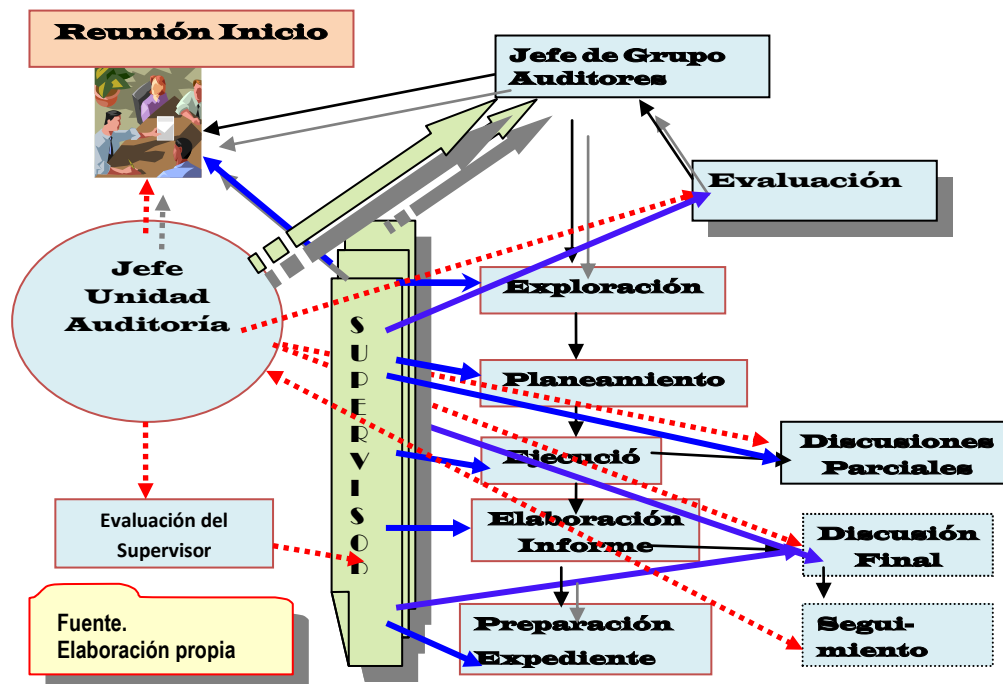 Reunión Inicio
Jefe de Grupo
Auditores
Evaluación
Jefe
Unidad
Auditoría
Exploración
SUPERVISOR
Planeamiento
Discusiones
Parciales
Ejecució
Evaluación del
Supervisor
Elaboración
Informe
Discusión
Final
Fuente.
Elaboración propia
Preparación
Expediente
Segui-
miento